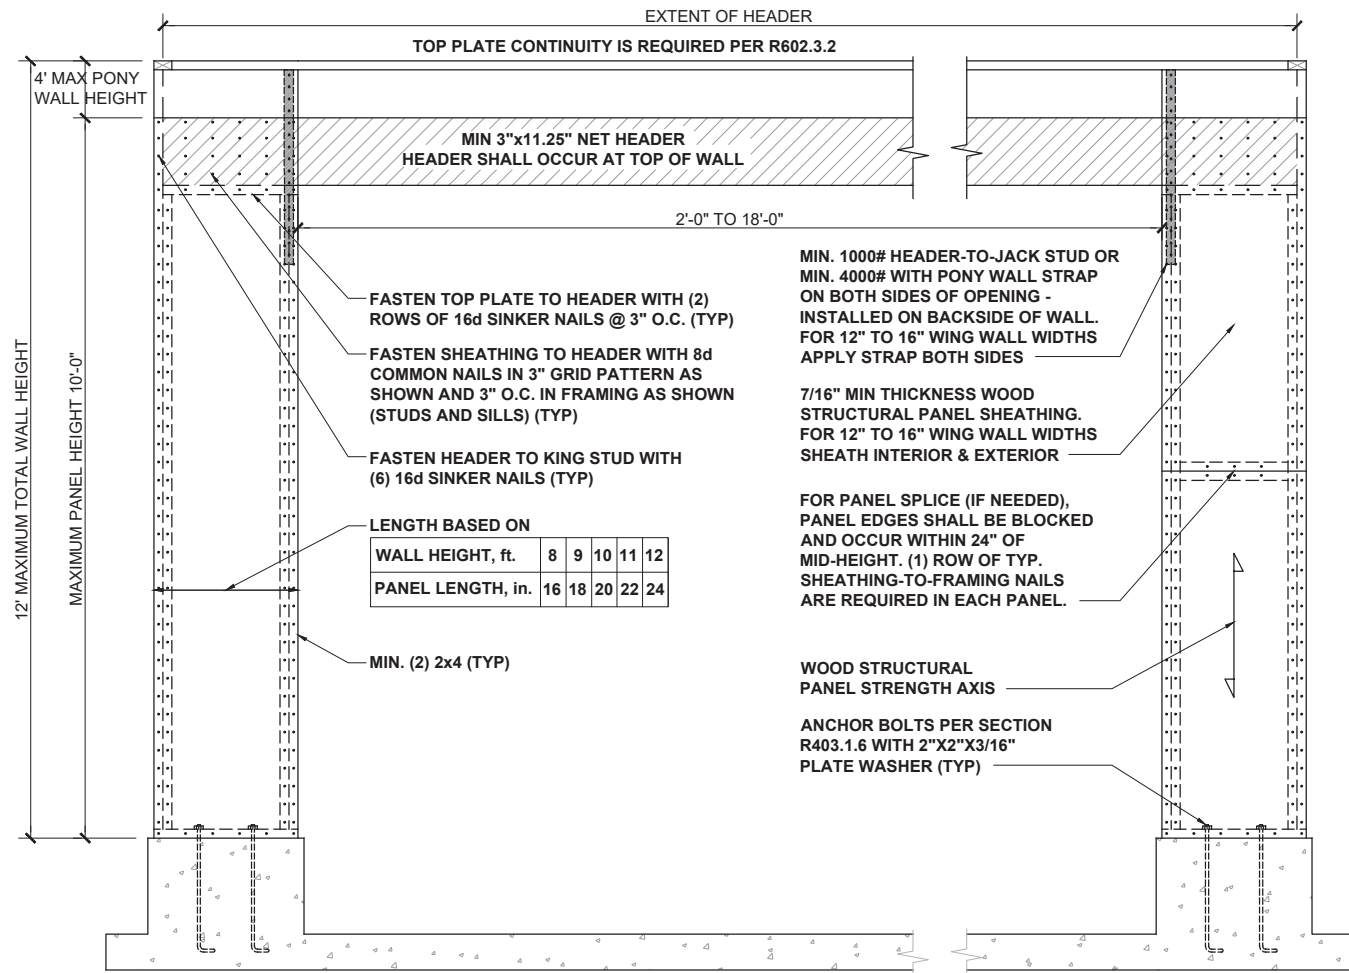 EXTENT OF HEADER
TOP PLATE CONTINUITY IS REQUIRED PER R602.3.2
4' MAX PONY
WALL HEIGHT
MIN 3"x11.25" NET HEADER
HEADER SHALL OCCUR AT TOP OF WALL
2'-0" TO 18'-0"
12' MAXIMUM TOTAL WALL HEIGHT
MAXIMUM PANEL HEIGHT 10'-0"
FASTEN TOP PLATE TO HEADER WITH (2)
ROWS OF 16d SINKER NAILS @ 3" O.C. (TYP)
FASTEN SHEATHING TO HEADER WITH 8d
COMMON NAILS IN 3" GRID PATTERN AS
SHOWN AND 3" O.C. IN FRAMING AS SHOWN
(STUDS AND SILLS) (TYP)
FASTEN HEADER TO KING STUD WITH
(6) 16d SINKER NAILS (TYP)
LENGTH BASED ON
WALL HEIGHT, ft. 8 9 10 11 12
PANEL LENGTH, in. 16 18 20 22 24
MIN. (2) 2x4 (TYP)
MIN. 1000# HEADER-TO-JACK STUD OR
MIN. 4000# WITH PONY WALL STRAP
ON BOTH SIDES OF OPENING -
INSTALLED ON BACKSIDE OF WALL.
FOR 12" TO 16" WING WALL WIDTHS
APPLY STRAP BOTH SIDES
7/16" MIN THICKNESS WOOD
STRUCTURAL PANEL SHEATHING.
FOR 12" TO 16" WING WALL WIDTHS
SHEATH INTERIOR & EXTERIOR
FOR PANEL SPLICE (IF NEEDED),
PANEL EDGES SHALL BE BLOCKED
AND OCCUR WITHIN 24" OF
MID-HEIGHT. (1) ROW OF TYP.
SHEATHING-TO-FRAMING NAILS
ARE REQUIRED IN EACH PANEL.
WOOD STRUCTURAL
PANEL STRENGTH AXIS
ANCHOR BOLTS PER SECTION
R403.1.6 WITH 2"X2"X3/16"
PLATE WASHER (TYP)